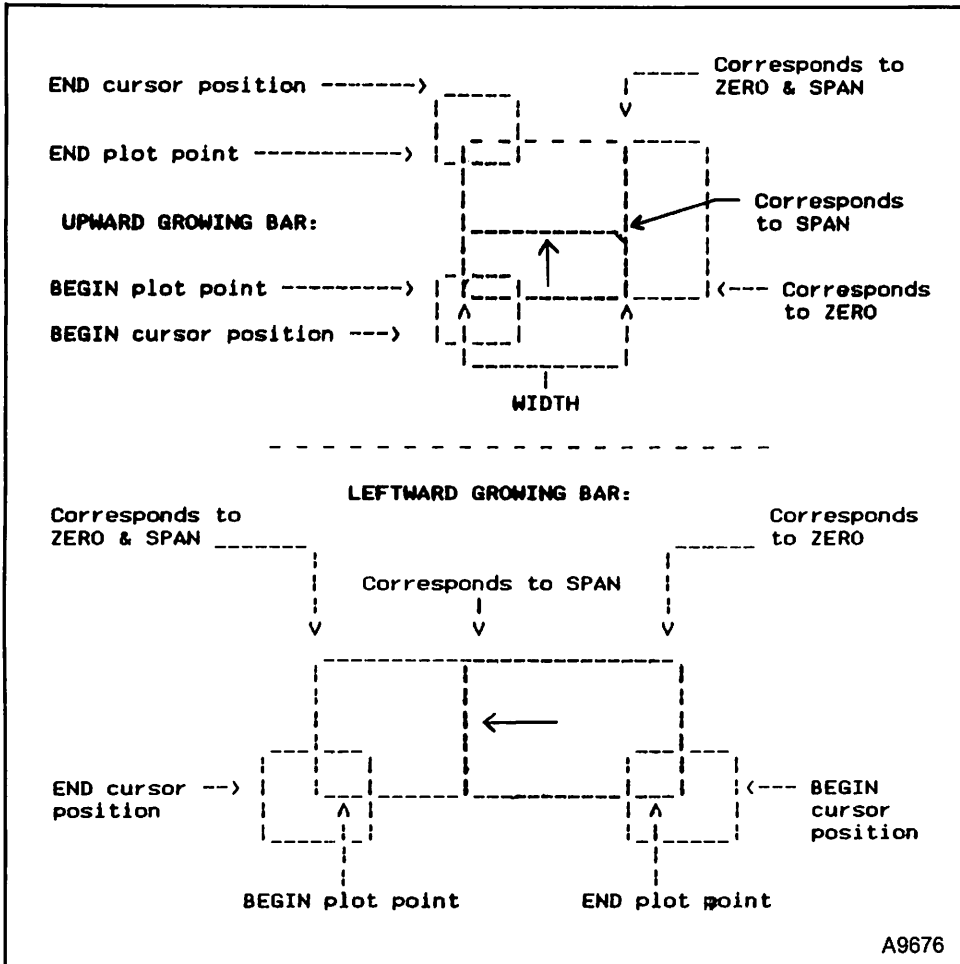 Corresponds to
ZERO & SPAN
END cursor position
END plot point
UPWARD GROWING BAR:
Corresponds
to SPAN
BEGIN plot point
Corresponds
to ZERO
BEGIN cursor position
WIDTH
LEFTWARD GROWING BAR:
Corresponds to
ZERO & SPAN
Corresponds
to ZERO
Corresponds to SPAN
END cursor
position
BEGIN
cursor
position
BEGIN plot point
END plot point
A9676